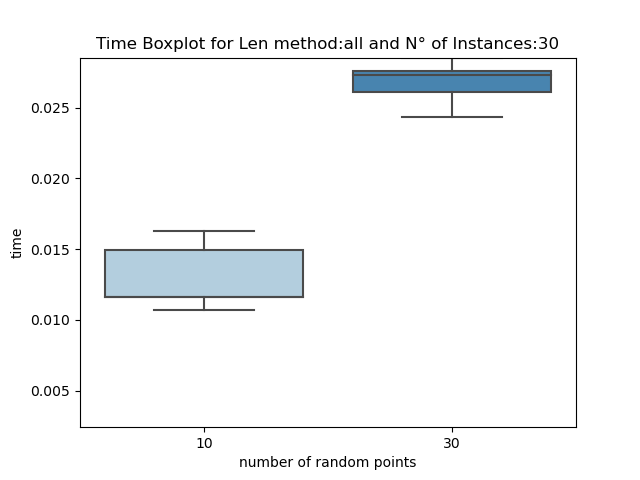 Time Boxplot for Len method:all and N° of Instances:30
0.025
0.020
0.015
0.010
0.005
time
10
30
number of random points